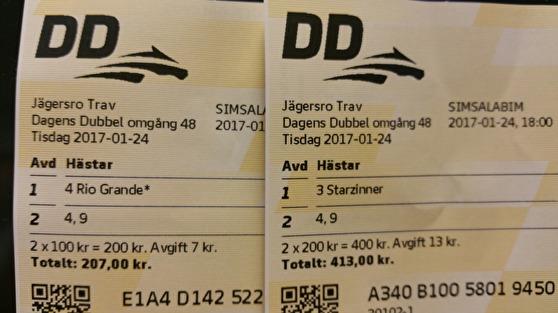 DD
Jägersro Trav
SIMSALA
Dagens Dubbel omgång 48
2017-01
Tisdag 2017-01-24
Avd Hästar
1 4 Rio Grande*
2 4, 9
2 x 100 kr = 200 kr. Avgift 7 kr.
Totalt: 207,00 kr.
E1A4 D142 522
DD
Jägersro Trav
SIMSALABIM
Dagens Dubbel omgång 48
2017-01-24, 18:00
Tisdag 2017-01-24
Avd Hästar
1 3 Starzinner
2 4, 9
2 x 200 kr = 400 kr. Avgift 13 kr.
Totalt: 413,00 kr.
A340 B100 5801 9450
20102-1